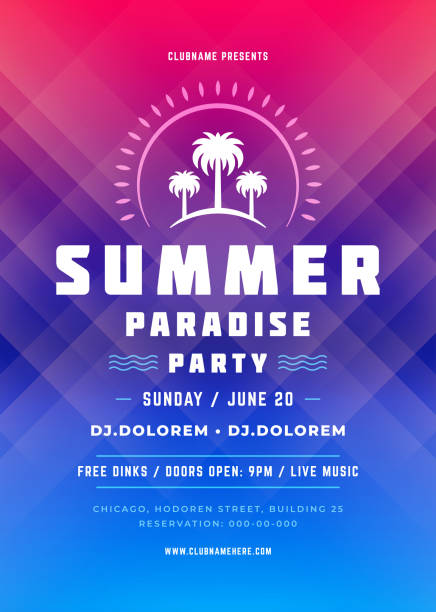 CLUBNAME PRESENTS
SUMMER
PARADISE
PARTY
SUNDAY / JUNE 20
DJ.DOLOREM • DJ.DOLOREM
FREE DINKS / DOORS OPEN: 9PM / LIVE MUSIC
CHICAGO, HODOREN STREET, BUILDING 25
RESERVATION: 000-00-000
WWW.CLUBNAMEHERE.COM